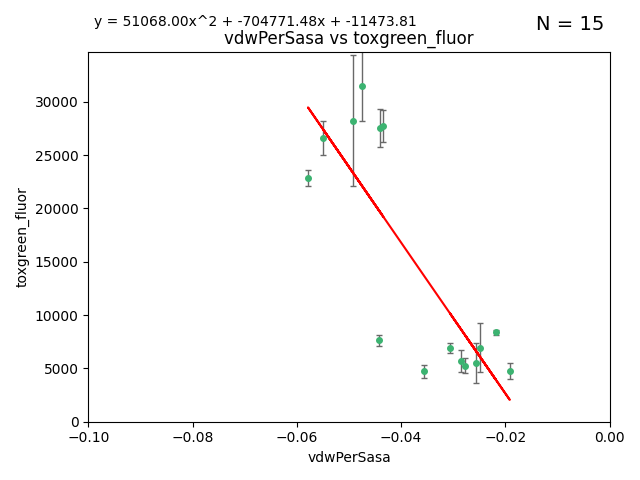 y = 51068.00x^2 + -704771.48x + -11473.81
N = 15
vdwPerSasa vs toxgreen_fluor
toxgreen_fluor
30000
25000
20000
15000
10000
5000
0
−0.10 −0.08 −0.06 −0.04 −0.02 0.00
vdwPerSasa